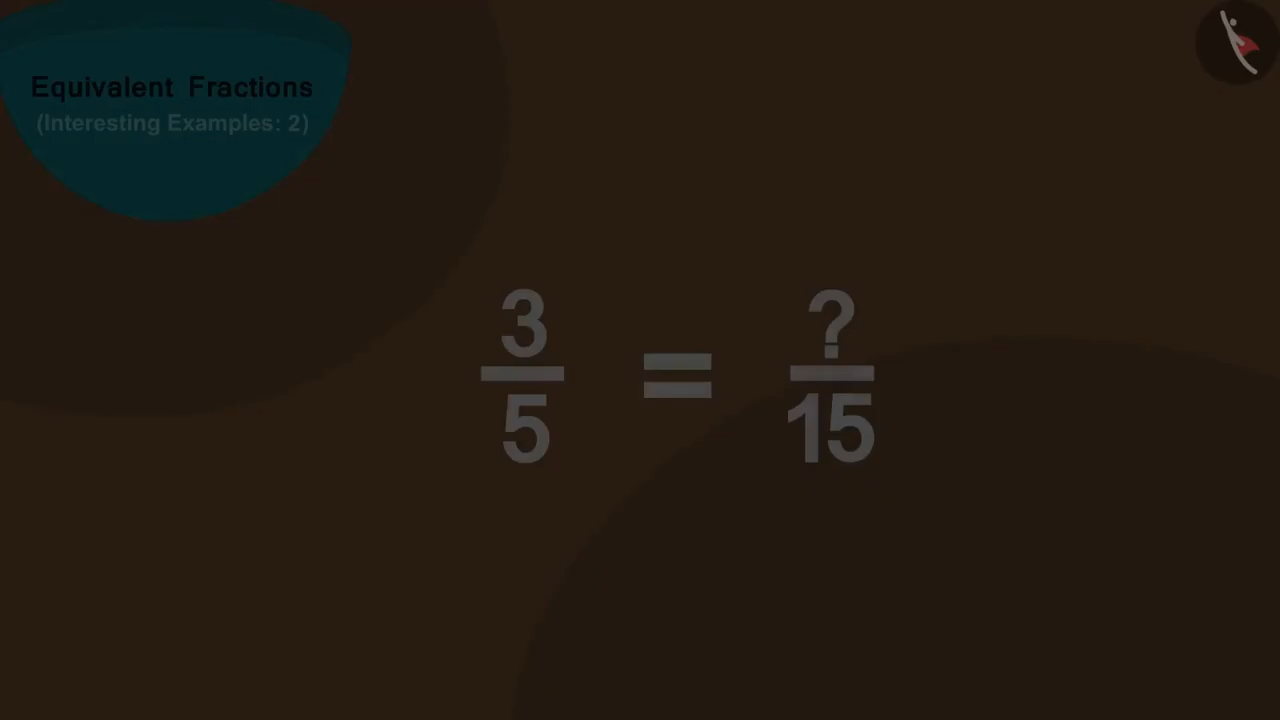 Equivalent Fractions
(Interesting Examples: 2)
3 = ?
5 15